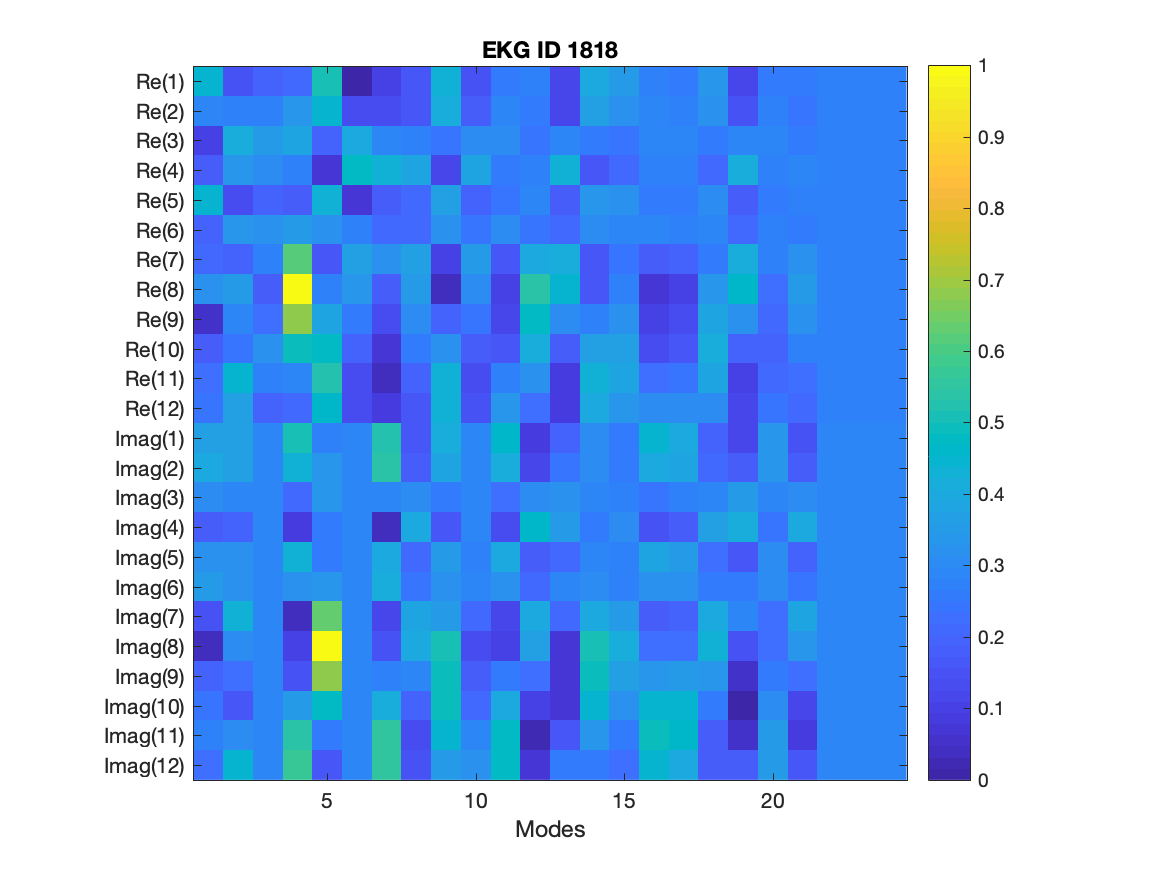 EKG ID 1818
Re(1)
Re(2)
Re(3)
Re(4)
Re(5)
Re(6)
Re(7)
Re(8)
Re(9)
Re(10)
Re(11)
Re(12)
Imag(1)
Imag(2)
Imag(3)
Imag(4)
Imag(5)
Imag(6)
Imag(7)
Imag(8)
Imag(9)
Imag(10)
Imag(11)
Imag(12)
5 10 15 20
Modes
1
0.9
0.8
0.7
0.6
0.5
0.4
0.3
0.2
0.1
0